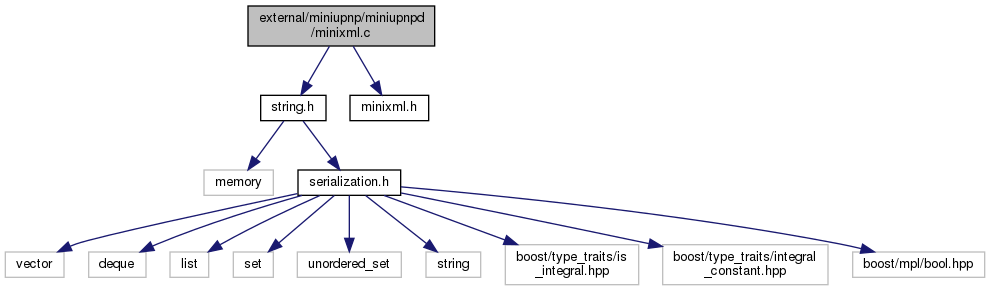 external/miniupnp/miniupnpd
/minixml.c
string.h
minixml.h
memory
serialization.h
vector
deque
list
set
unordered_set
string
boost/type_traits/is
_integral.hpp
boost/type_traits/integral
_constant.hpp
boost/mpl/bool.hpp